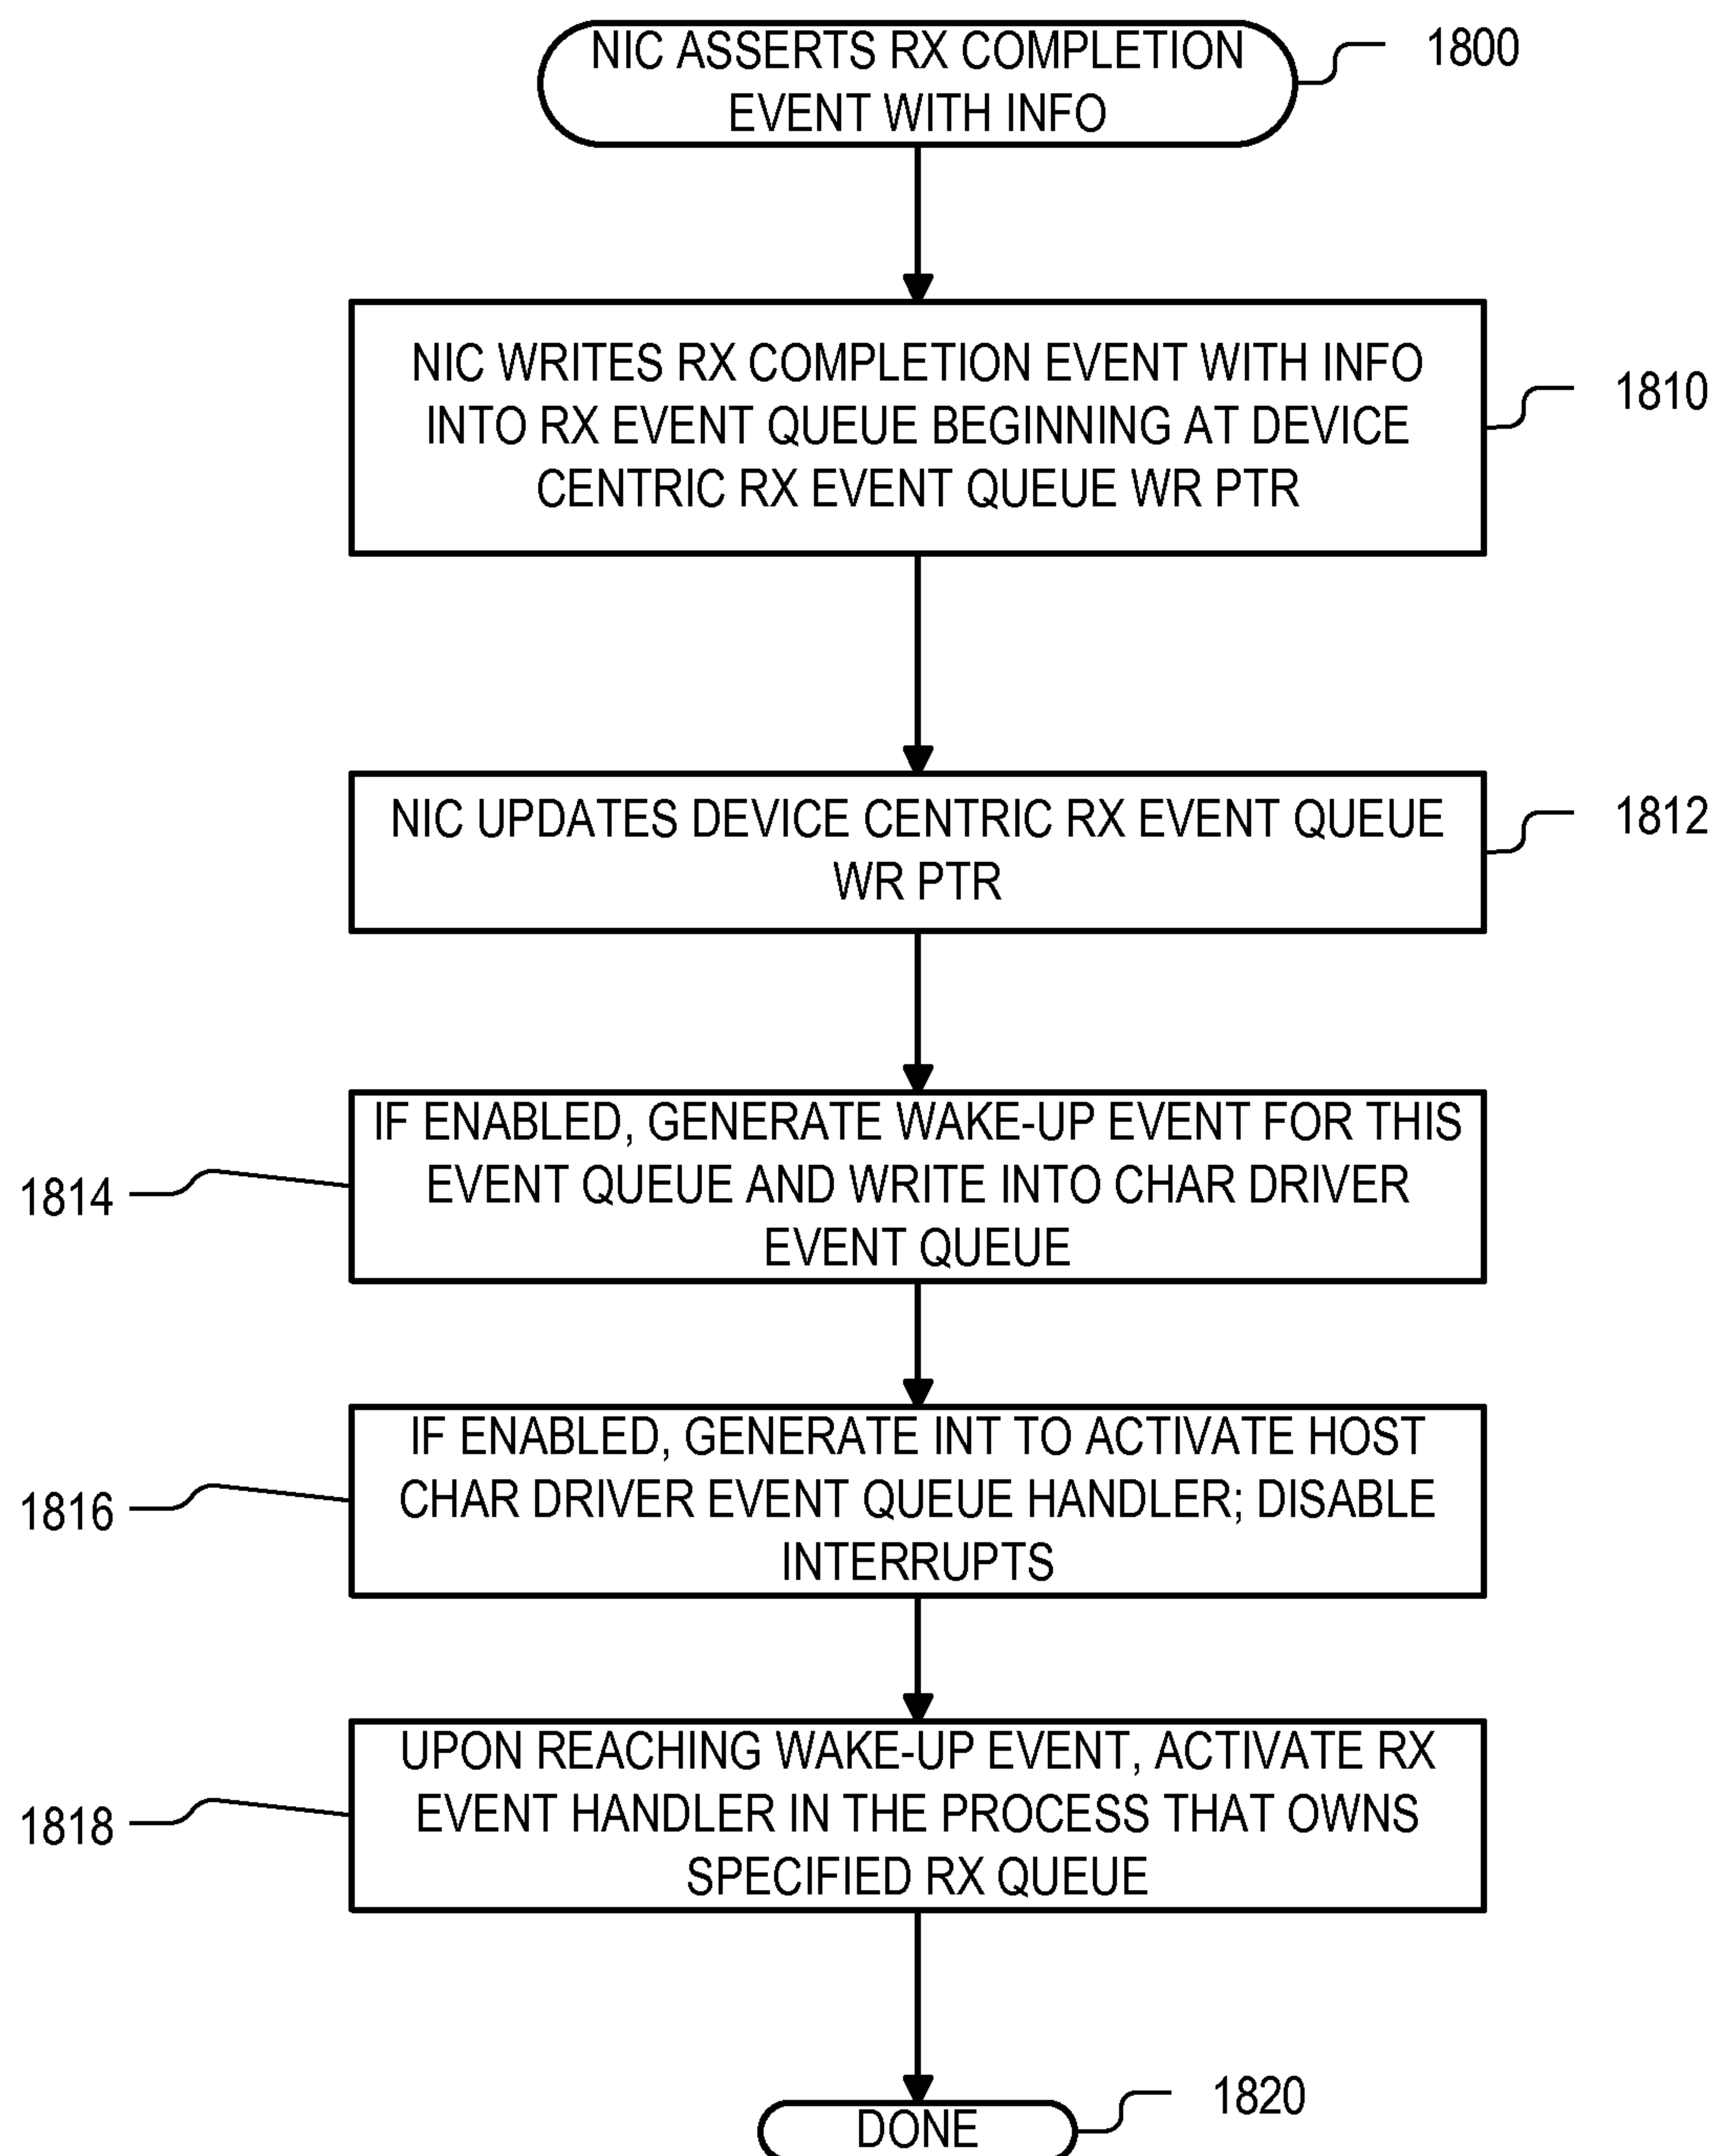 NIC ASSERTS RX COMPLETION
EVENT WITH INFO
1800
NIC WRITES RX COMPLETION EVENT WITH INFO
INTO RX EVENT QUEUE BEGINNING AT DEVICE
CENTRIC RX EVENT QUEUE WR PTR
1810
NIC UPDATES DEVICE CENTRIC RX EVENT QUEUE
WR PTR
1812
IF ENABLED, GENERATE WAKE-UP EVENT FOR THIS
EVENT QUEUE AND WRITE INTO CHAR DRIVER
EVENT QUEUE
1814
IF ENABLED, GENERATE INT TO ACTIVATE HOST
CHAR DRIVER EVENT QUEUE HANDLER; DISABLE
INTERRUPTS
1816
UPON REACHING WAKE-UP EVENT, ACTIVATE RX
EVENT HANDLER IN THE PROCESS THAT OWNS
SPECIFIED RX QUEUE
1818
DONE
1820